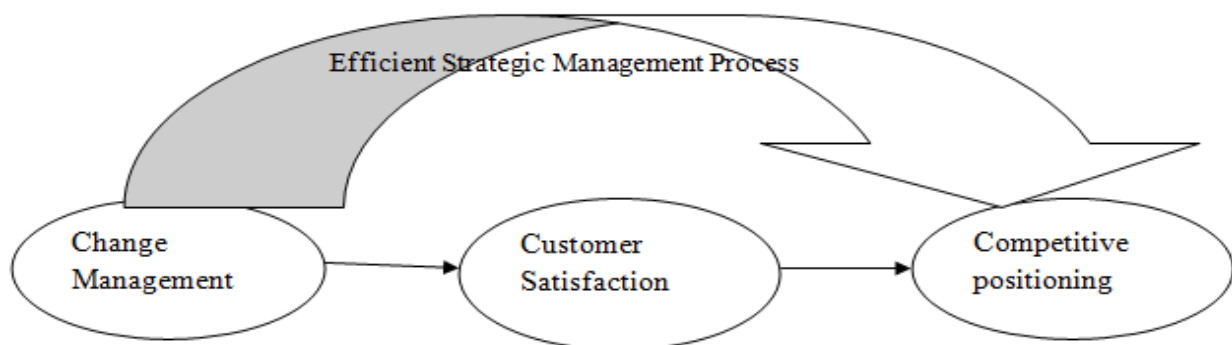 Efficient Strategic Management Process
Change
Management
Customer
Satisfaction
Competitive
positioning